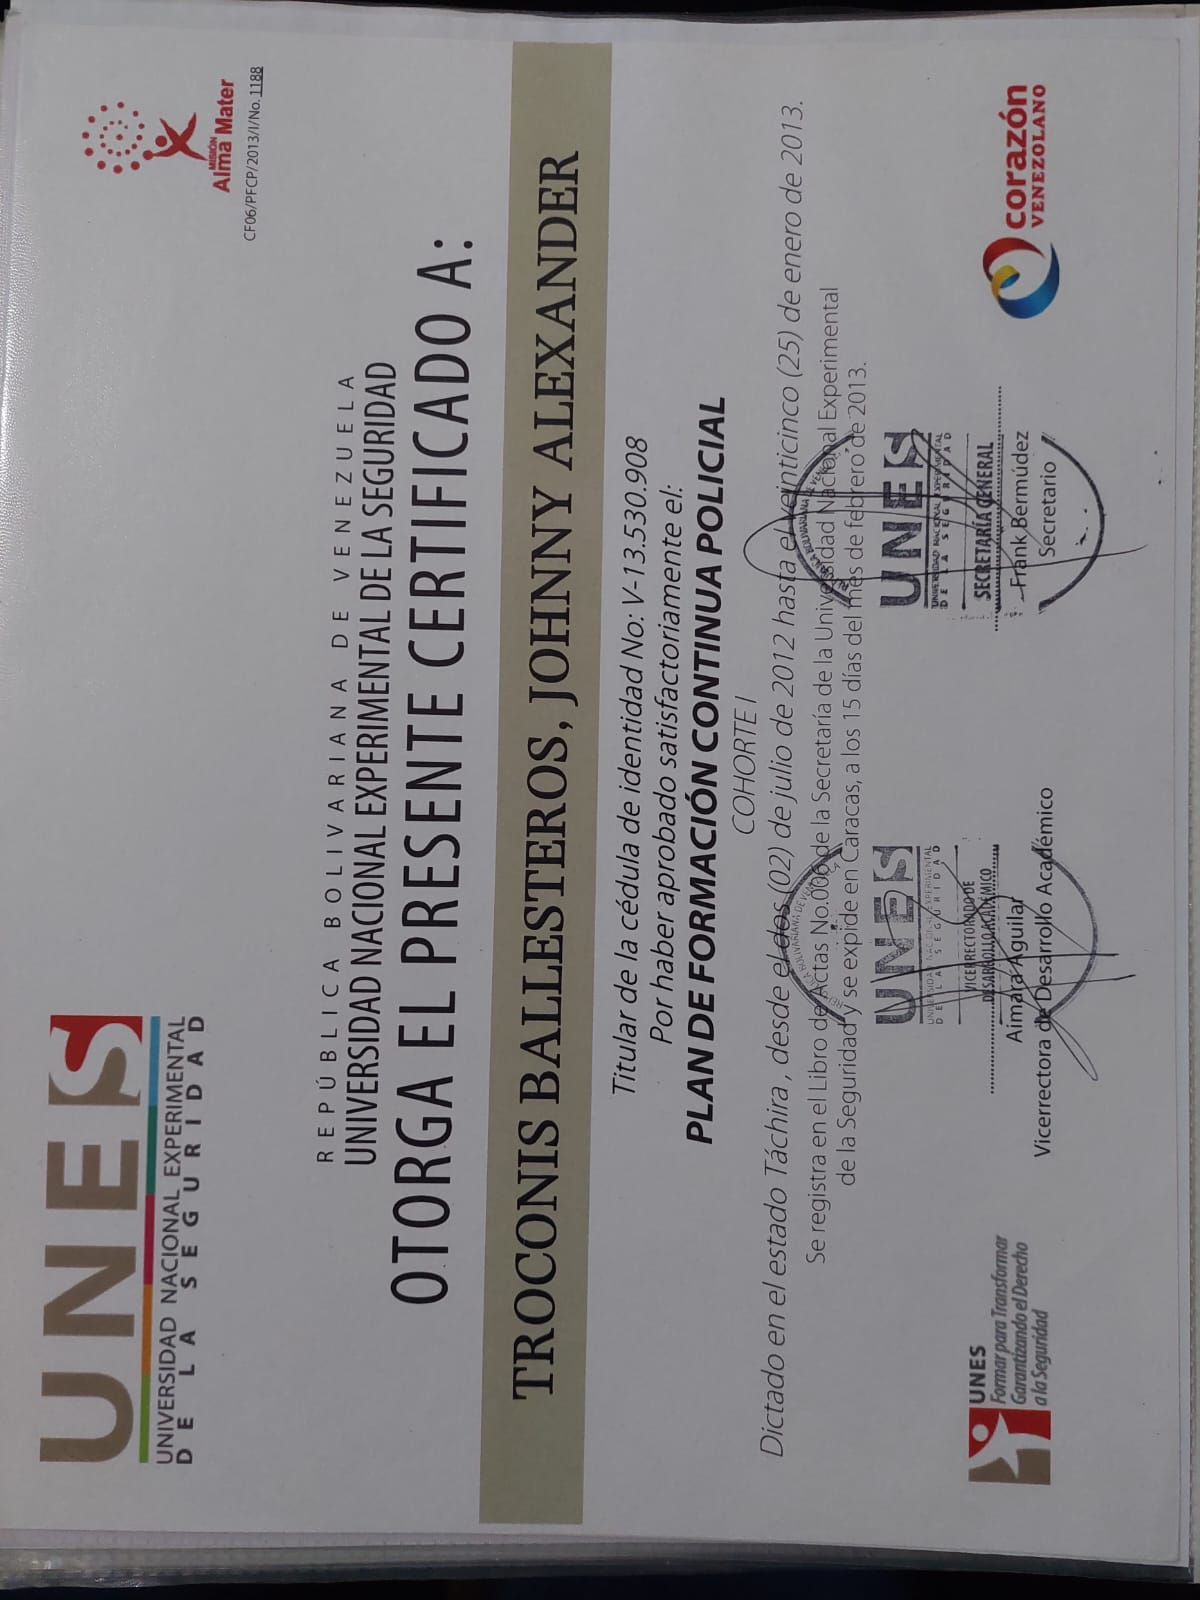 UNES
UNIVERSIDAD NACIONAL EXPERIMENTAL
DE LA SEGURIDAD
MISIÓN
Alma Mater
CF06/PFCP/2013/I/No. 1188
REPÚBLICA BOLIVARIANA DE VENEZUELA
UNIVERSIDAD NACIONAL EXPERIMENTAL DE LA SEGURIDAD
OTORGA EL PRESENTE CERTIFICADO A:
TROCONIS BALLESTEROS, JOHNNY ALEXANDER
Titular de la cédula de identidad No: V-13.530.908
Por haber aprobado satisfactoriamente el:
PLAN DE FORMACIÓN CONTINUA POLICIAL
COHORTE I
Dictado en el estado Táchira, desde el dos (02) de julio de 2012 hasta el veinticinco (25) de enero de 2013.
Se registra en el Libro de Actas No.006 de la Secretaría de la Universidad Nacional Experimental
de la Seguridad y se expide en Caracas, a los 15 días del mes de febrero de 2013.
UNES
UNIVERSIDAD NACIONAL EXPERIMENTAL
DE LA SEGURIDAD
VICERRECTORADO DE
DESARROLLO ACADÉMICO
Aimara Aguilar
Vicerrectora de Desarrollo Académico
UNES
UNIVERSIDAD NACIONAL EXPERIMENTAL
DE LA SEGURIDAD
SECRETARÍA GENERAL
Frank Bermúdez
Secretario
UNES
Formar para Transformar
Garantizando el Derecho
a la Seguridad
corazón
VENEZOLANO